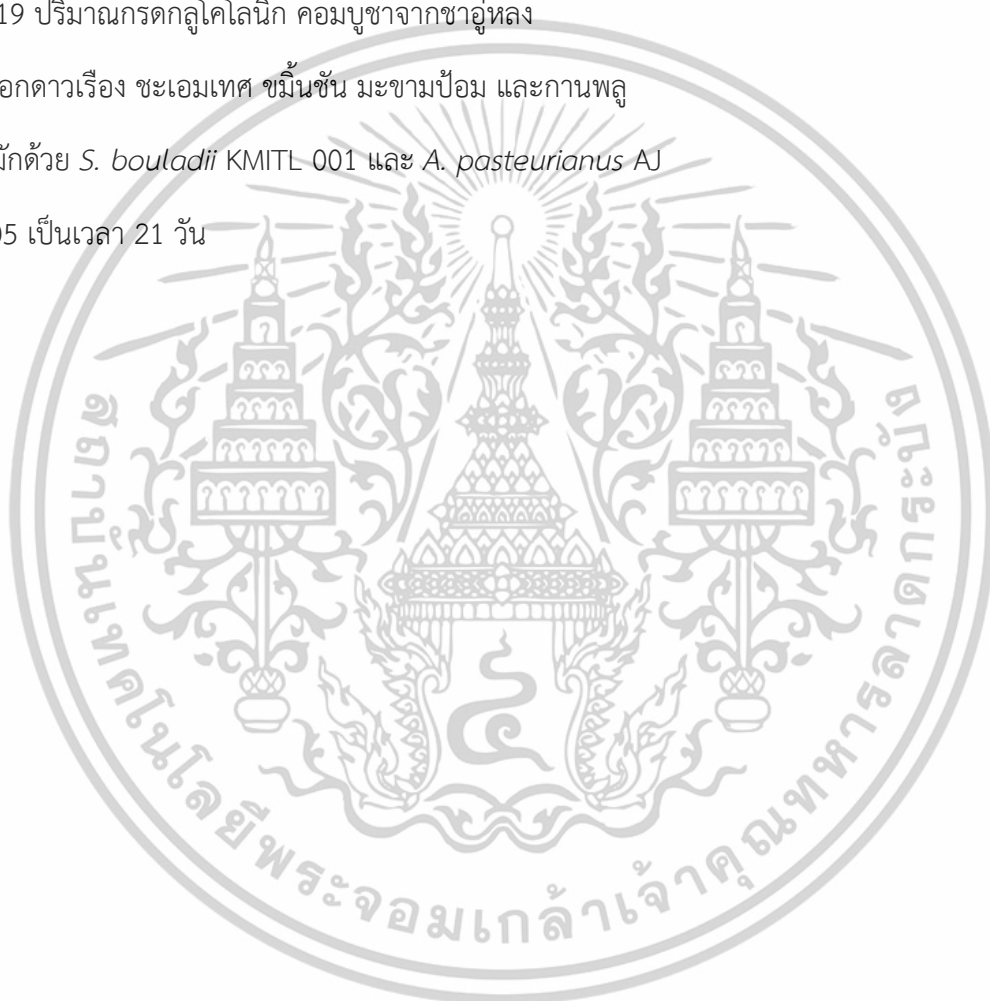 19 ปริมาณกรดกลูโคโลนิก คอมบูชาจากชาอู่หลง
อกดาวเรือง ชะเอมเทศ ขมิ้นชัน มะขามป้อม และกานพลู
มักด้วย S. bouladii KMITL 001 และ A. pasteurianus AJ
05 เป็นเวลา 21 วัน
สถาบันเทคโนโลยีพระจอมเกล้าเจ้าคุณทหารลาดกระบัง
๔